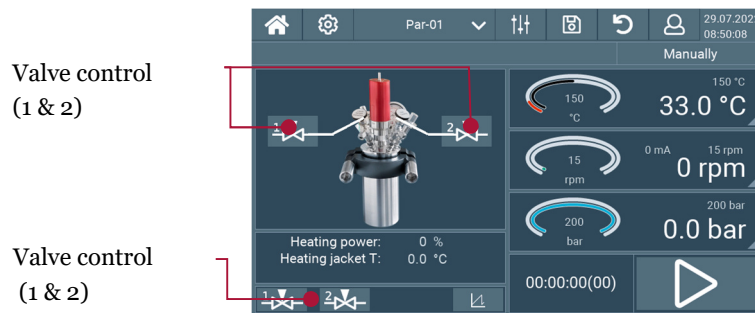 Valve control
(1 & 2)
Valve control
(1 & 2)
Par-01
29.07.202
08:50:08
Manually
1
2
150
°C
150 °C
33.0 °C
15
rpm
0 mA 15 rpm
0 rpm
200
bar
200 bar
0.0 bar
Heating power: 0 %
Heating jacket T: 0.0 °C
1 2
00:00:00(00)